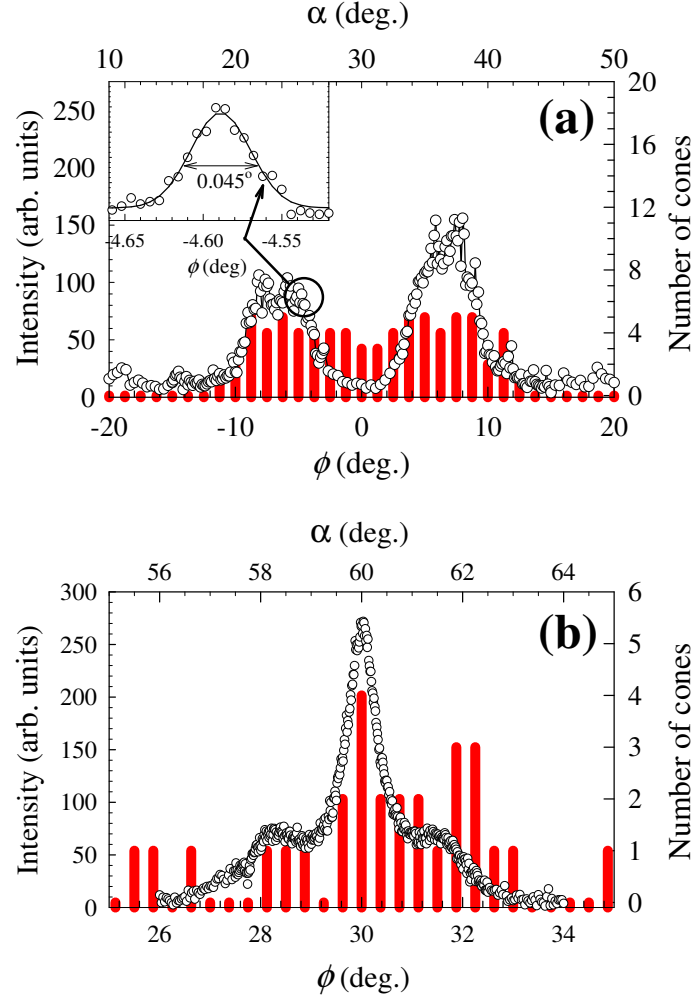 α (deg.)
10 20 30 40 50
(a)
Intensity (arb. units)
250
200
150
100
50
0
Number of cones
20
16
12
8
4
0
0.045°
-4.65 -4.60 -4.55
ϕ (deg)
-20 -10 0 10 20
ϕ (deg.)
α (deg.)
56 58 60 62 64
(b)
Intensity (arb. units)
300
250
200
150
100
50
0
Number of cones
6
5
4
3
2
1
0
26 28 30 32 34
ϕ (deg.)